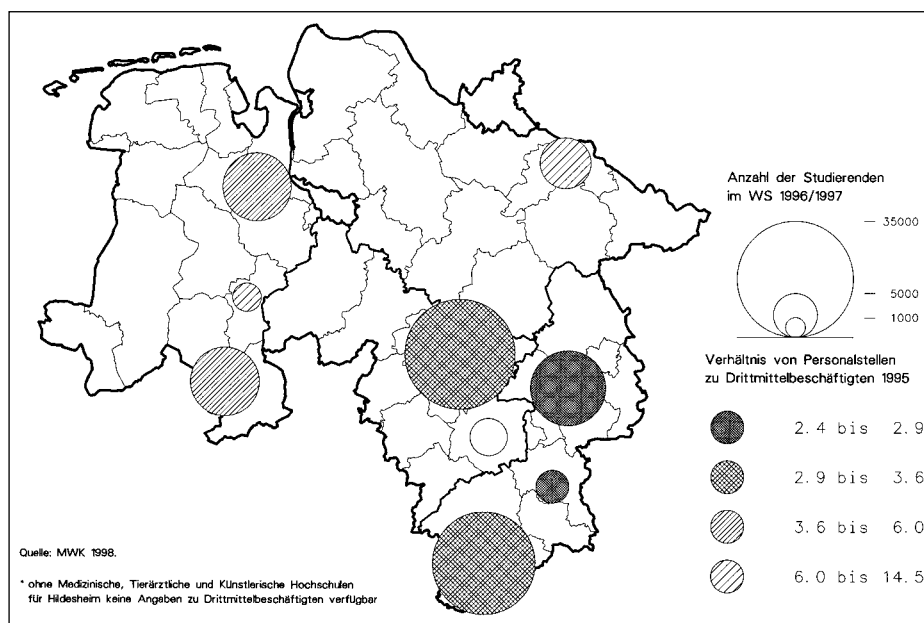 Anzahl der Studierenden
im WS 1996/1997
35000
5000
1000
Verhältnis von Personalstellen
zu Drittmittelbeschäftigten 1995
2.4 bis 2.9
2.9 bis 3.6
3.6 bis 6.0
6.0 bis 14.5
Quelle: MWK 1998.
* ohne Medizinische, Tierärztliche und Künstlerische Hochschulen
für Hildesheim keine Angaben zu Drittmittelbeschäftigten verfügbar